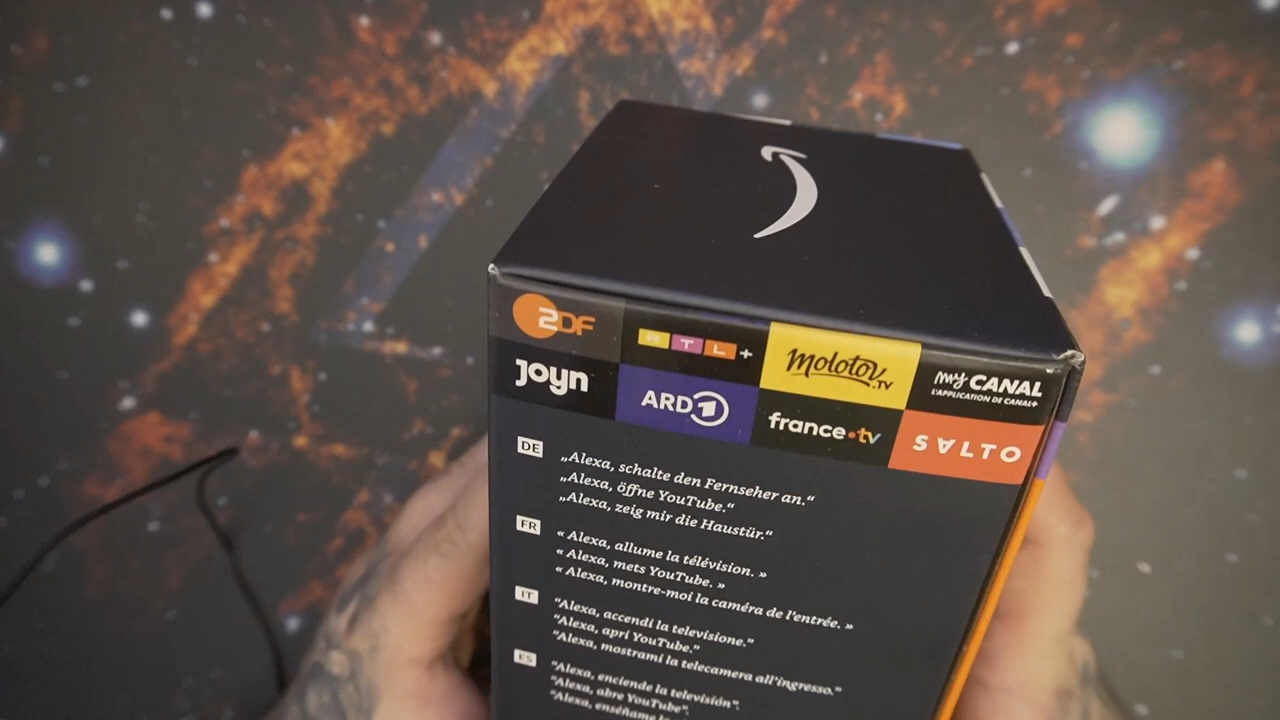 ZDF
RTL+
Molotov.TV
my CANAL
L'APPLICATION DE CANAL+
joyn
ARD 1
france•tv
SALTO
DE
„Alexa, schalte den Fernseher an.“
„Alexa, öffne YouTube.“
„Alexa, zeig mir die Haustür.“
FR
« Alexa, allume la télévision. »
« Alexa, mets YouTube. »
« Alexa, montre-moi la caméra de l'entrée. »
IT
“Alexa, accendi la televisione.”
“Alexa, apri YouTube.”
“Alexa, mostrami la telecamera all'ingresso.”
ES
“Alexa, enciende la televisión”.
“Alexa, abre YouTube”.
“Alexa, enséñame